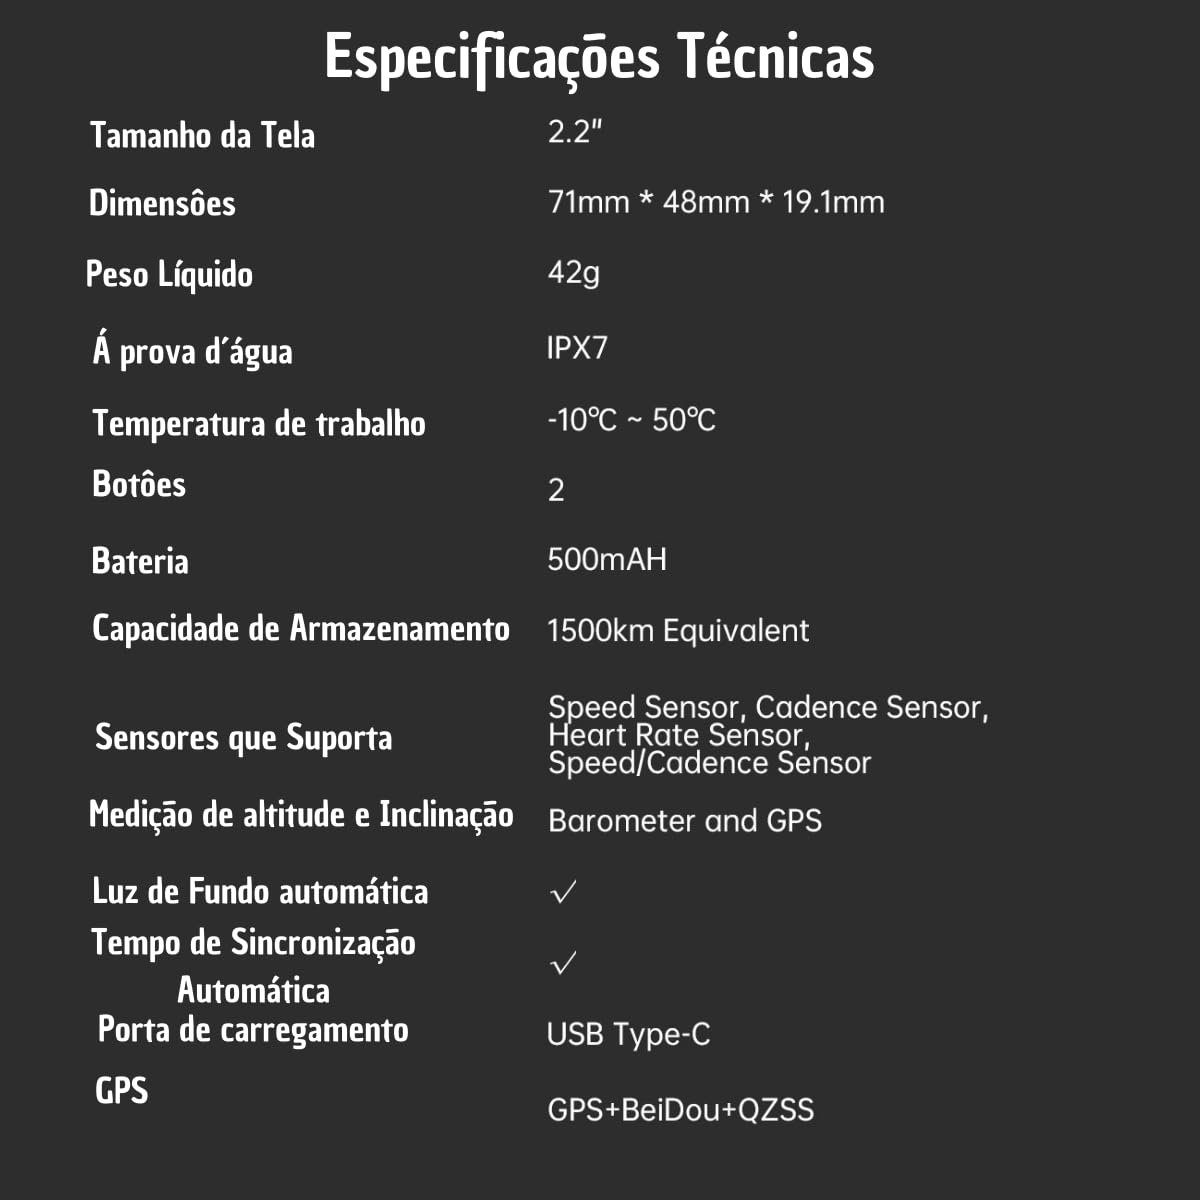 Especificações Técnicas
Tamanho da Tela 2.2"
Dimensôes 71mm * 48mm * 19.1mm
Peso Líquido 42g
Á prova d´água IPX7
Temperatura de trabalho -10℃ ~ 50℃
Botôes 2
Bateria 500mAH
Capacidade de Armazenamento 1500km Equivalent
Sensores que Suporta Speed Sensor, Cadence Sensor,
Heart Rate Sensor,
Speed/Cadence Sensor
Medição de altitude e Inclinação Barometer and GPS
Luz de Fundo automática √
Tempo de Sincronização √
Automática
Porta de carregamento USB Type-C
GPS GPS+BeiDou+QZSS